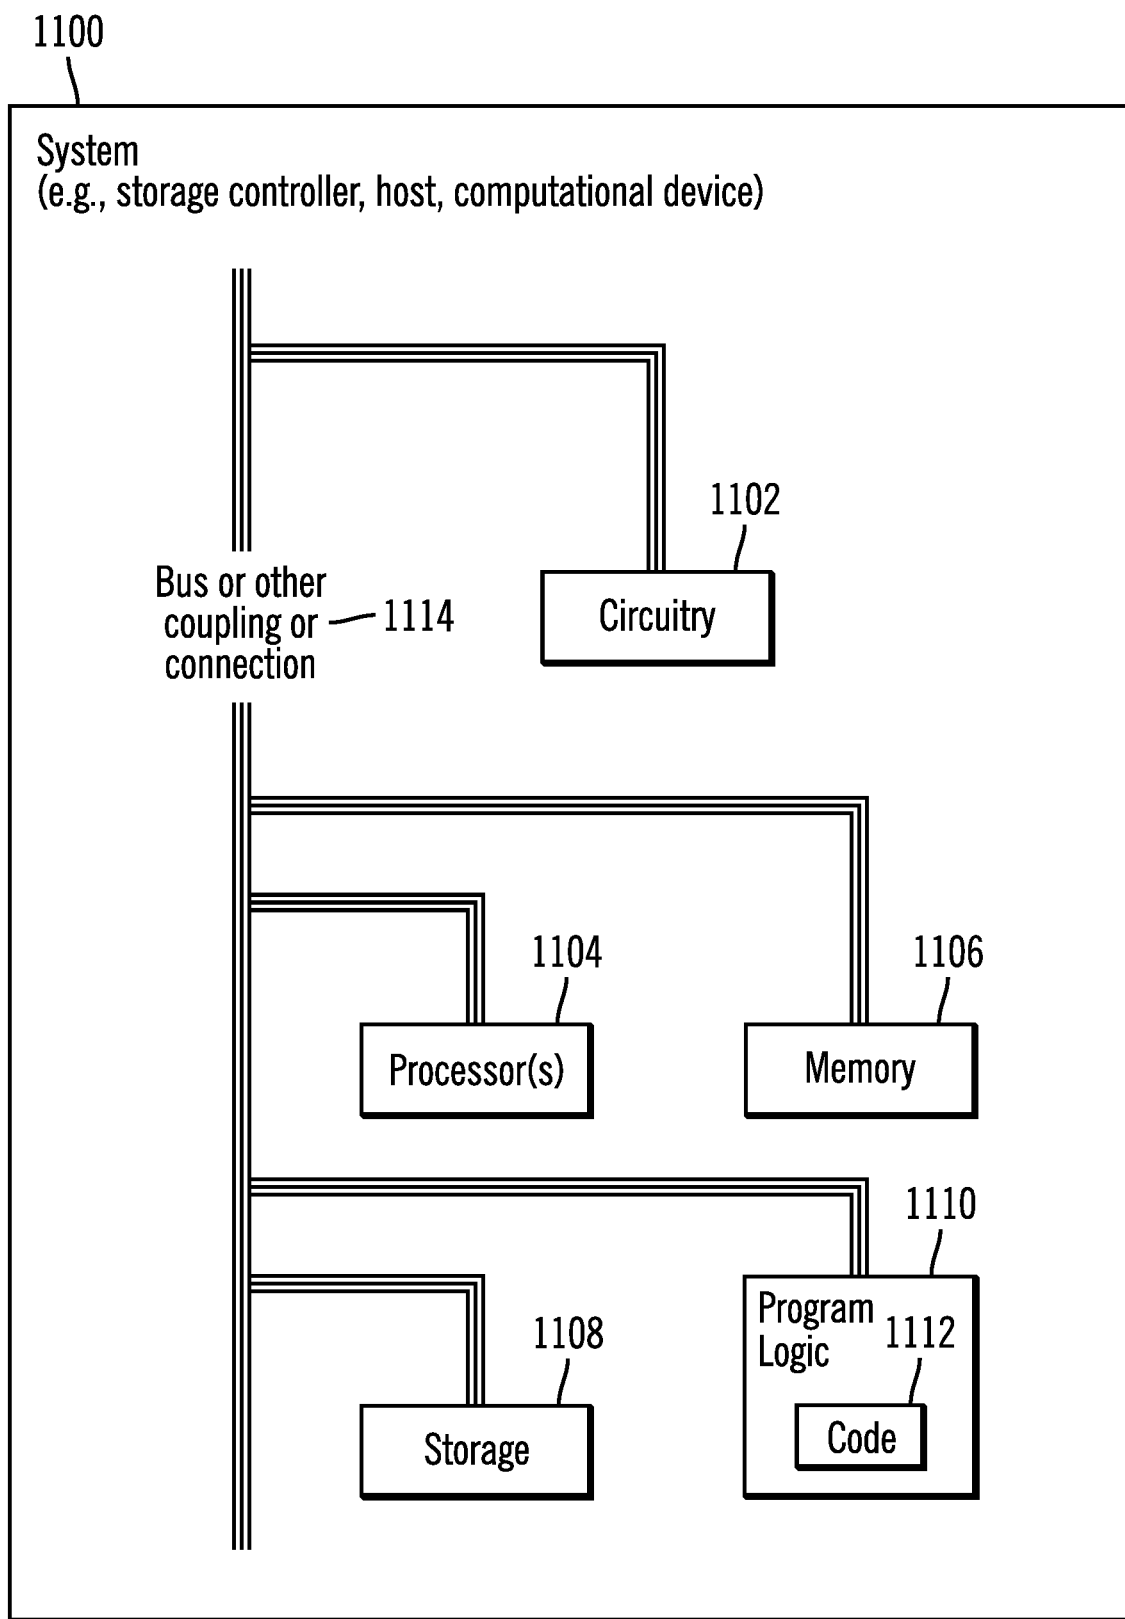 1100
System
(e.g., storage controller, host, computational device)
1102
Circuitry
Bus or other
coupling or
connection
1114
1104
Processor(s)
1106
Memory
1108
Storage
1110
Program
Logic
1112
Code